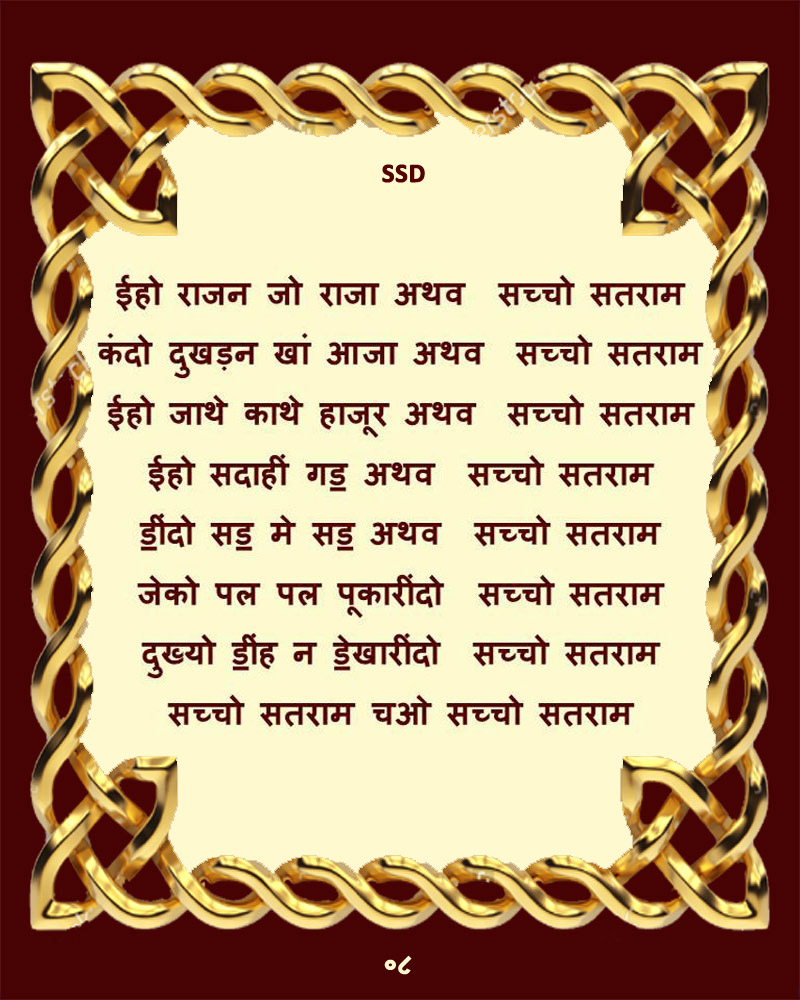 SSD
ईहो राजन जो राजा अथव सच्चो सतराम
कंदो दुखड़न खां आजा अथव सच्चो सतराम
ईहो जाथे काथे हाजूर अथव सच्चो सतराम
ईहो सदाहीं गड॒ अथव सच्चो सतराम
ड॒ींदो सड॒ मे सड॒ अथव सच्चो सतराम
जेको पल पल पूकारींदो सच्चो सतराम
दुख्यो ड॒ींह न ड॒ेखारींदो सच्चो सतराम
सच्चो सतराम चओ सच्चो सतराम
०८